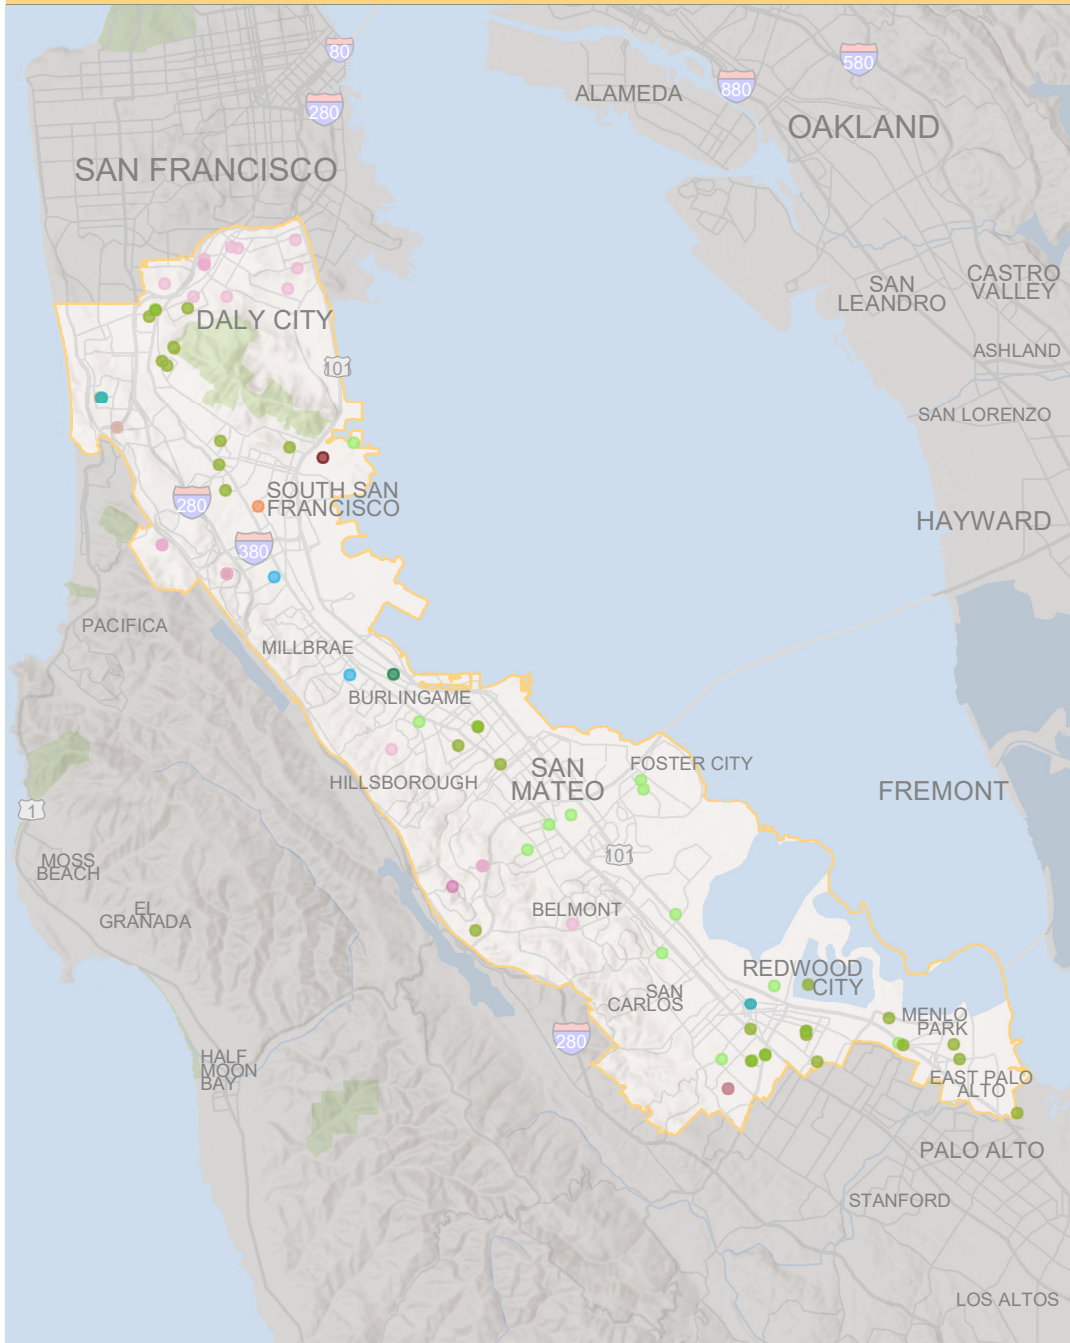 80
580
880
280
ALAMEDA
OAKLAND
SAN FRANCISCO
CASTRO
VALLEY
SAN
LEANDRO
DALY CITY
ASHLAND
101
SAN LORENZO
SOUTH SAN
FRANCISCO
280
HAYWARD
380
PACIFICA
MILLBRAE
BURLINGAME
FOSTER CITY
SAN
MATEO
HILLSBOROUGH
FREMONT
1
101
MOSS
BEACH
EL
GRANADA
BELMONT
REDWOOD
CITY
SAN
CARLOS
MENLO
PARK
280
HALF
MOON
BAY
EAST PALO
ALTO
PALO ALTO
STANFORD
LOS ALTOS